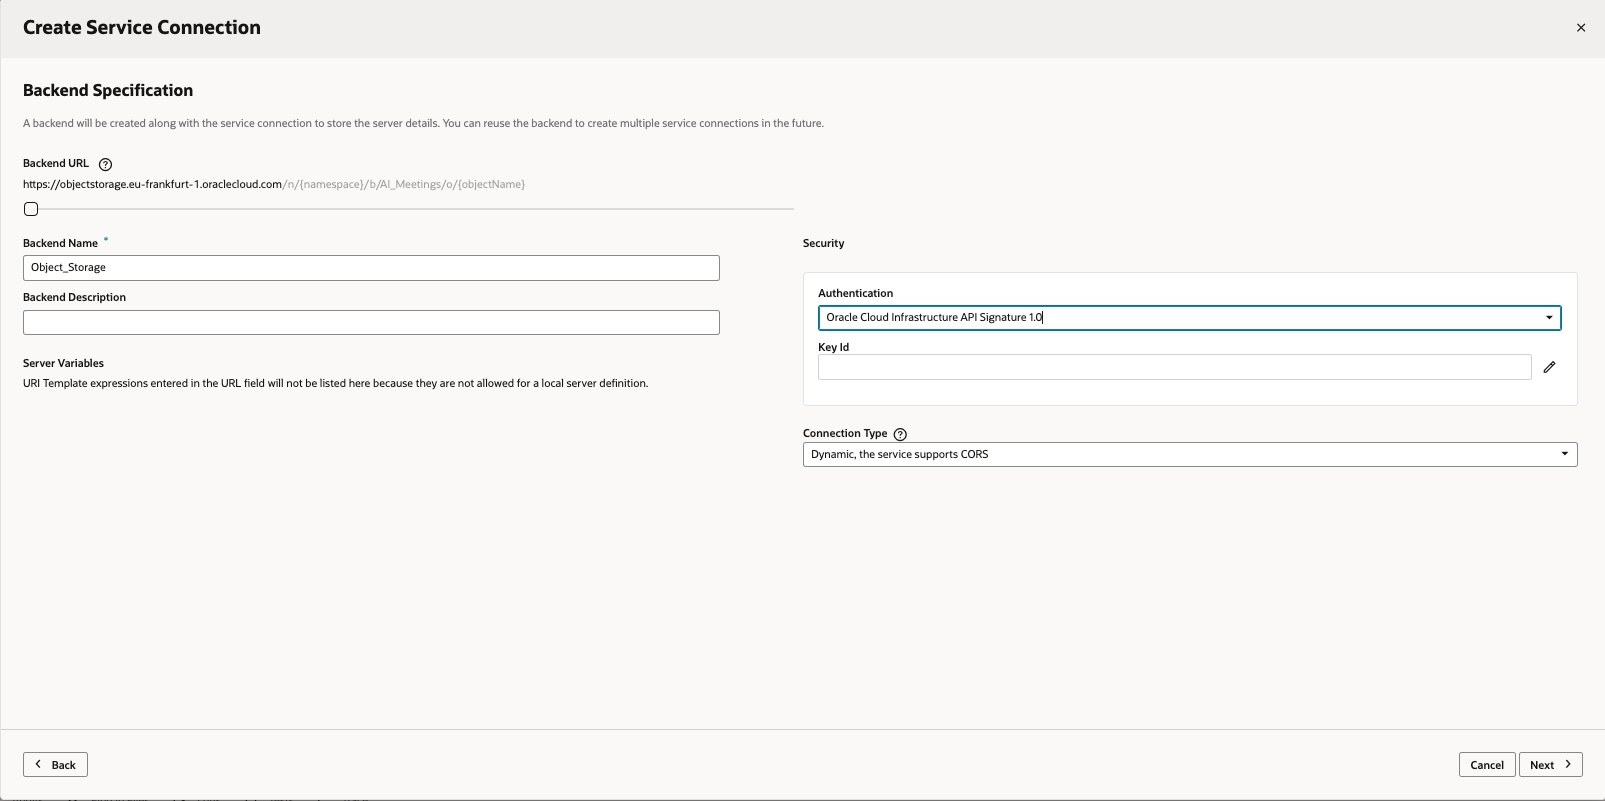 Create Service Connection
Backend Specification
A backend will be created along with the service connection to store the server details. You can reuse the backend to create multiple service connections in the future.
Backend URL
https://objectstorage.eu-frankfurt-1.oraclecloud.com/n/{namespace}/b/AI_Meetings/o/{objectName}
Backend Name *
Object_Storage
Backend Description
Server Variables
URI Template expressions entered in the URL field will not be listed here because they are not allowed for a local server definition.
Security
Authentication
Oracle Cloud Infrastructure API Signature 1.0
Key Id
Connection Type
Dynamic, the service supports CORS
Back
Cancel
Next